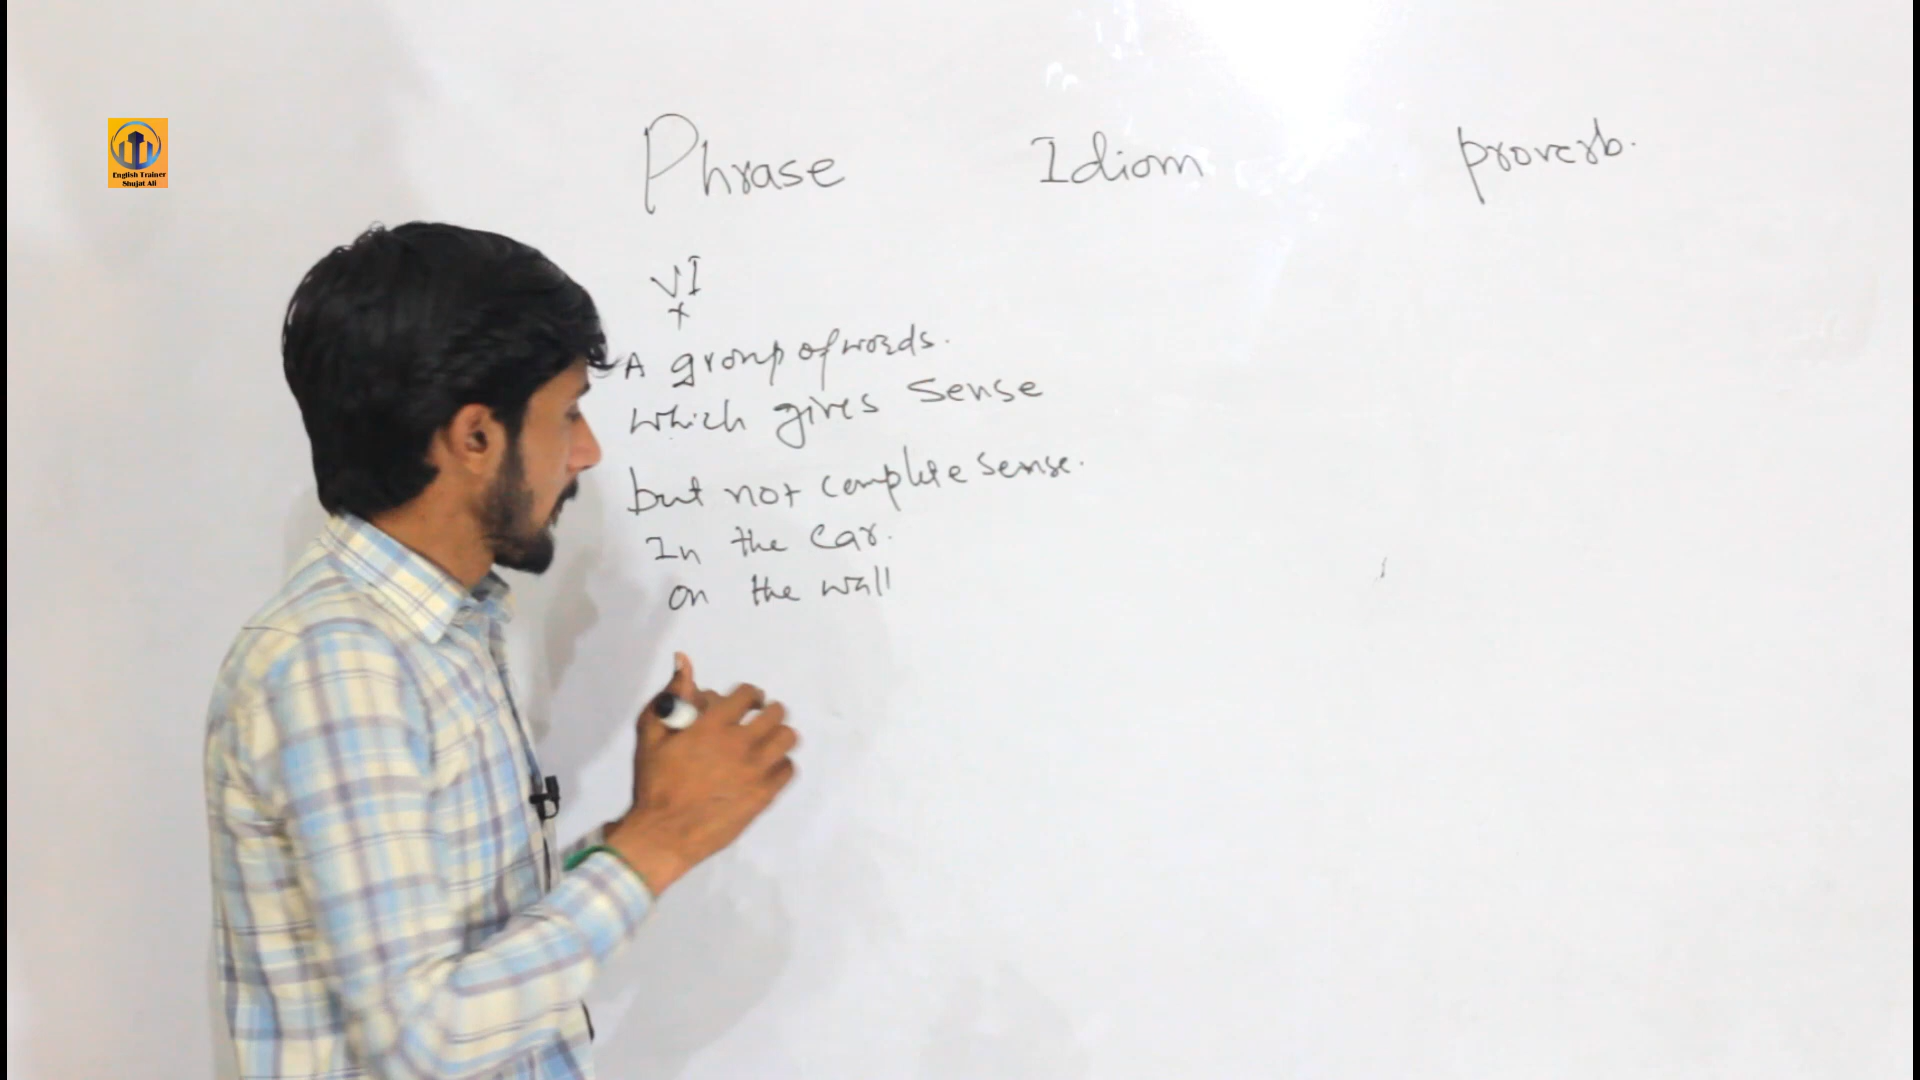 English Trainer
Shujat Ali
Phrase Idiom proverb.
VI
x
A group of words.
which gives sense
but not complete sense.
In the car.
on the wall